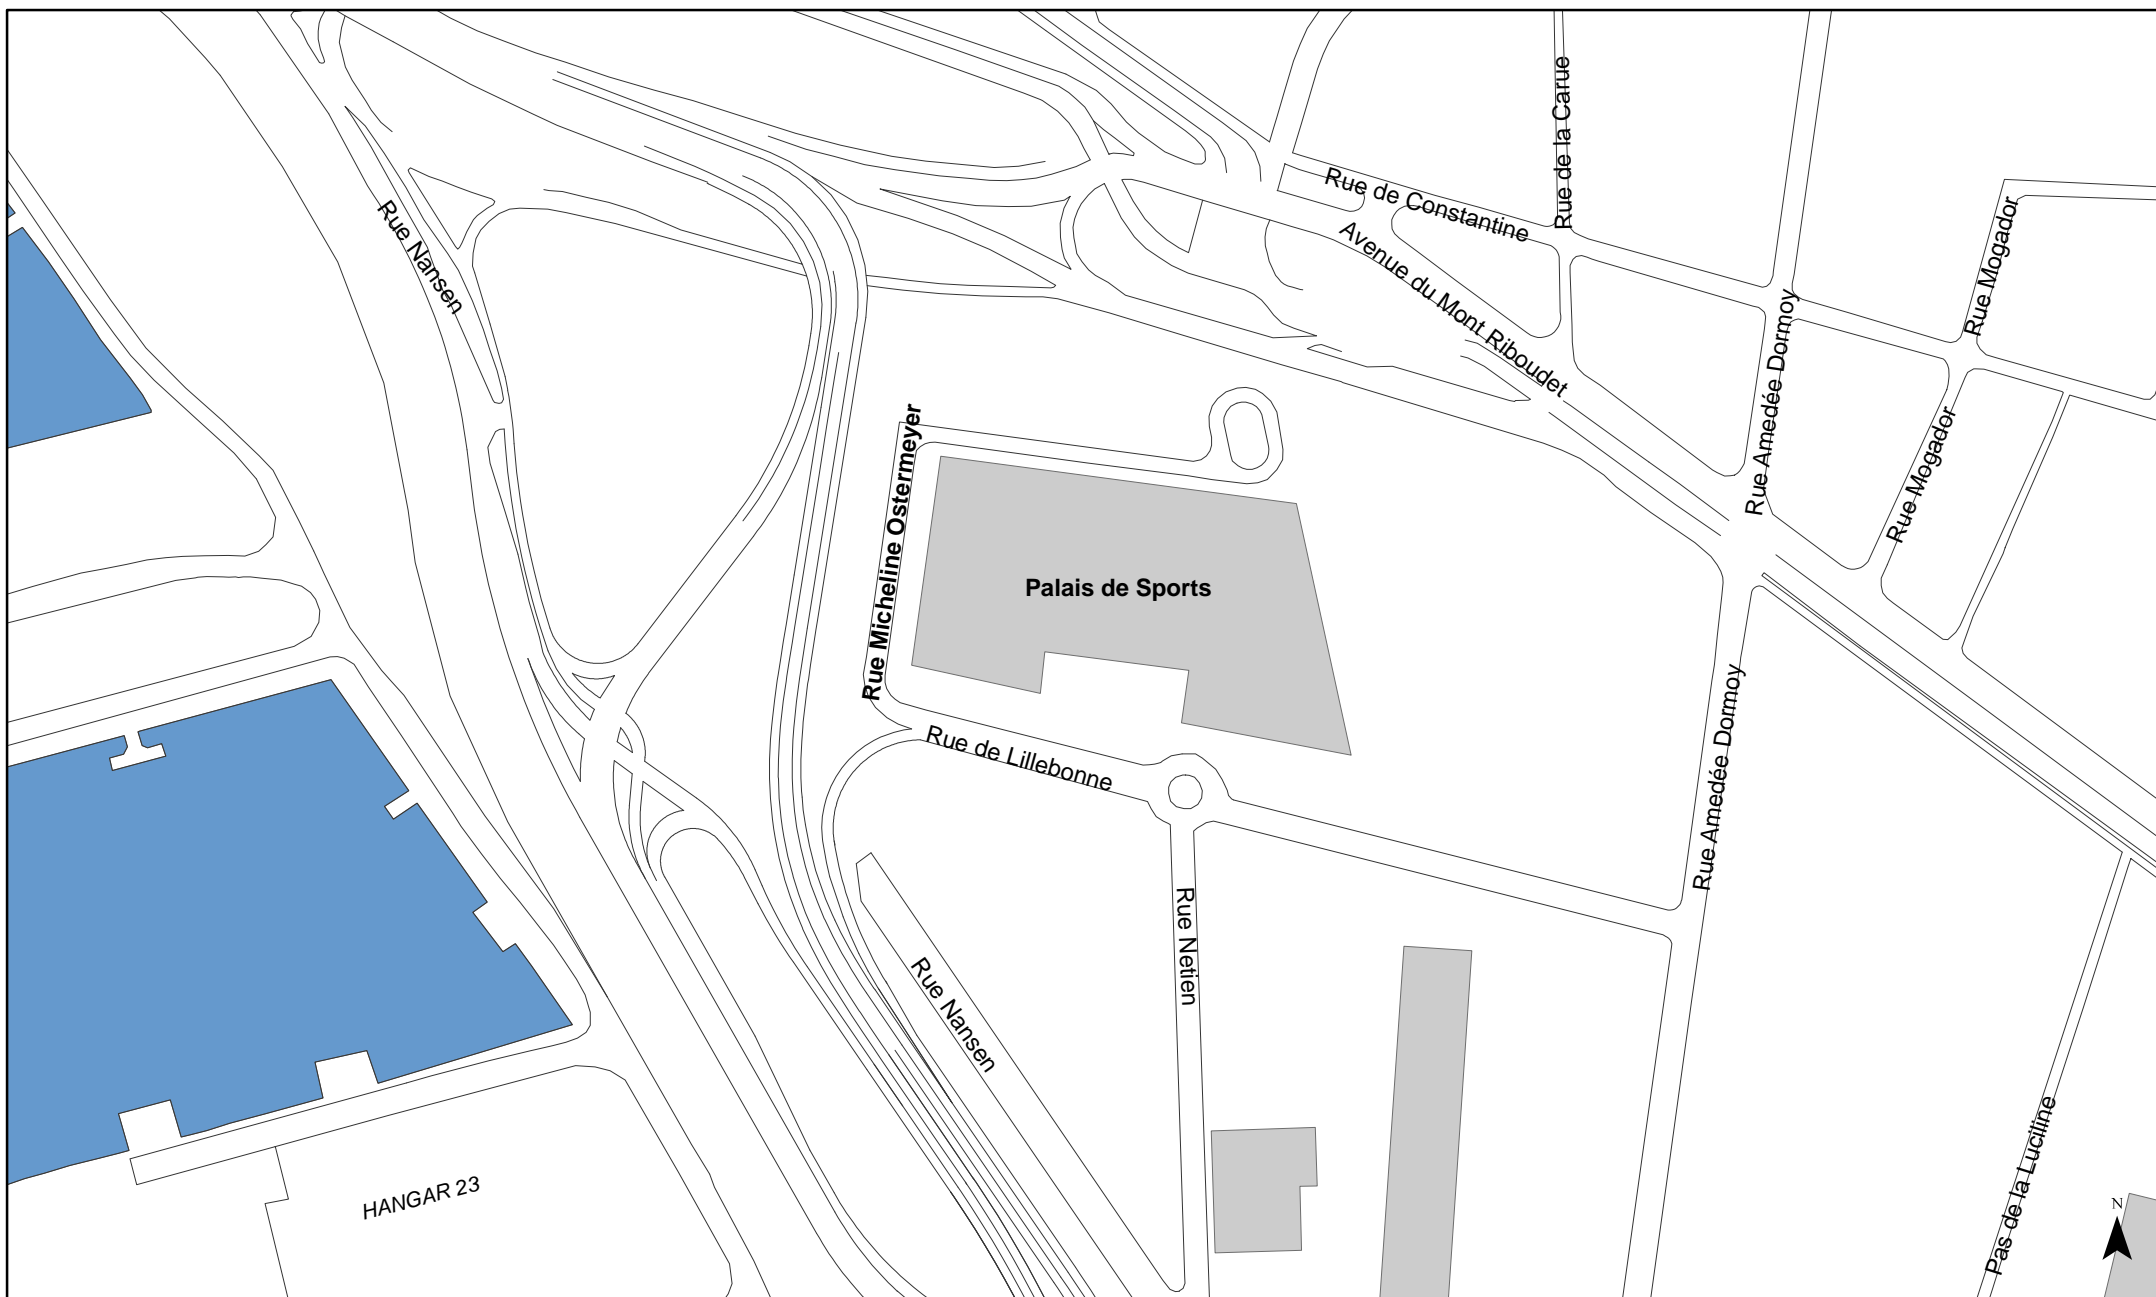 Rue de la Carue
Rue de Constantine
Rue Nansen
Avenue du Mont Riboudet
Rue Mogador
Rue Amedée Dormoy
Rue Mogador
Rue Micheline Ostermeyer
Palais de Sports
Rue de Lillebonne
Rue Amedée Dormoy
Rue Netien
Rue Nansen
HANGAR 23
Pas de la Luciline
N